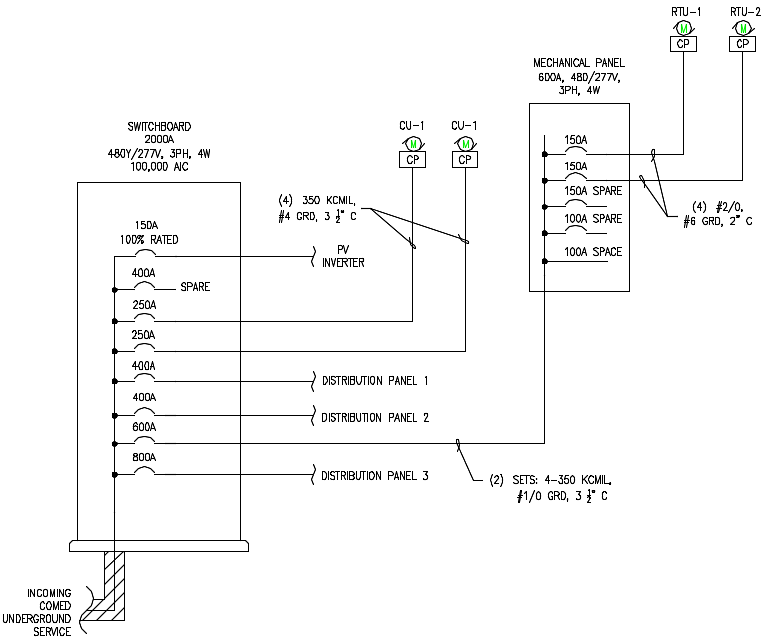 RTU-1
RTU-2
M
M
CP
CP
MECHANICAL PANEL
600A, 480/277V,
3PH, 4W
150A
150A
150A SPARE
100A SPARE
100A SPACE
(4) #2/0,
#6 GRD, 2" C
CU-1
CU-1
M
M
CP
CP
(4) 350 KCMIL,
#4 GRD, 3 ½" C
SWITCHBOARD
2000A
480Y/277V, 3PH, 4W
100,000 AIC
150A
100% RATED
PV
INVERTER
400A
SPARE
250A
250A
400A
DISTRIBUTION PANEL 1
400A
DISTRIBUTION PANEL 2
600A
800A
DISTRIBUTION PANEL 3
(2) SETS: 4-350 KCMIL,
#1/0 GRD, 3 ½" C
INCOMING
COMED
UNDERGROUND
SERVICE